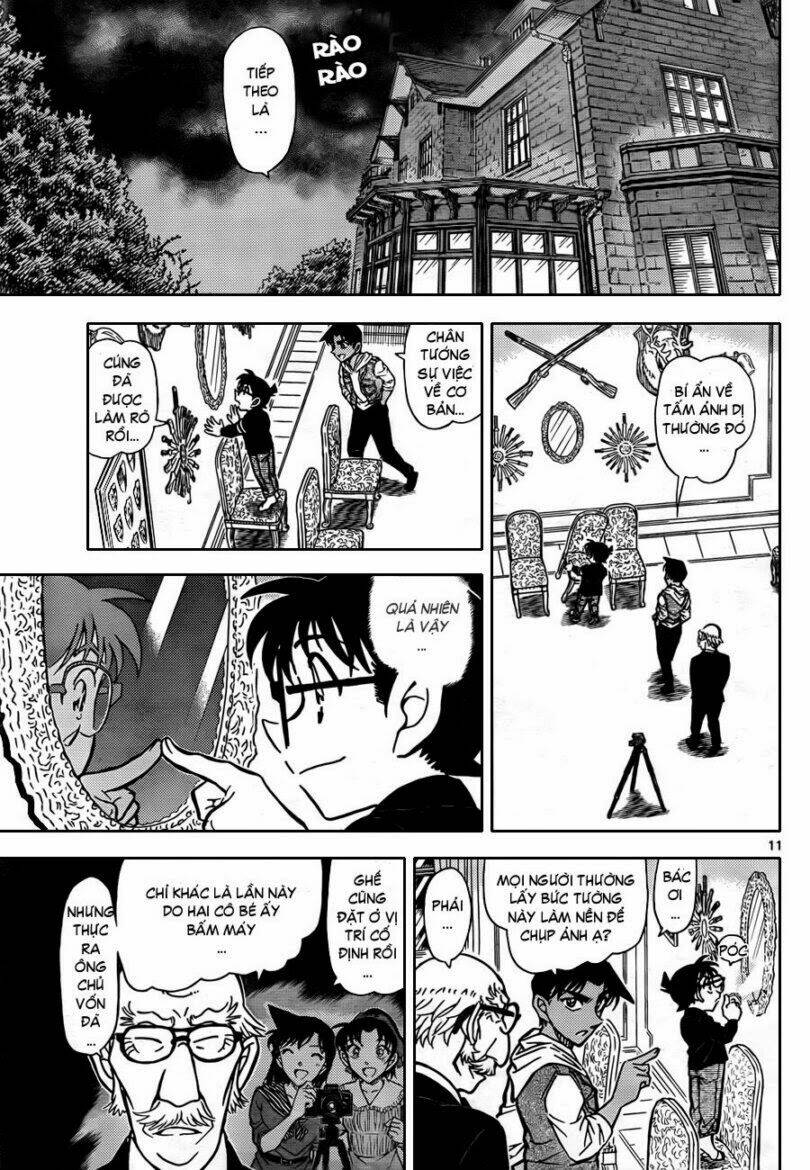 TIẾP
THEO
LÀ
...
RÀO
RÀO
BÍ ẨN VỀ
TẤM ẢNH DỊ
THƯỜNG ĐÓ
...
CHÂN
TƯỚNG
SỰ VIỆC
VỀ CƠ
BẢN...
CŨNG
ĐÃ
ĐƯỢC
LÀM RÕ
RỒI...
QUẢ NHIÊN
LÀ VẬY
...
11
BÁC
ƠI
...
PÓC
MỌI NGƯỜI THƯỜNG
LẤY BỨC TƯỜNG
NÀY LÀM NỀN ĐỂ
CHỤP ẢNH Ạ?
PHẢI
...
GHẾ
CŨNG
ĐẶT Ở VỊ
TRÍ CỐ
ĐỊNH RỒI
CHỈ KHÁC LÀ LẦN NÀY
DO HAI CÔ BÉ ẤY
BẤM MÁY
...
NHƯNG
THỰC
RA
ÔNG
CHỦ
VỐN
ĐÃ
...